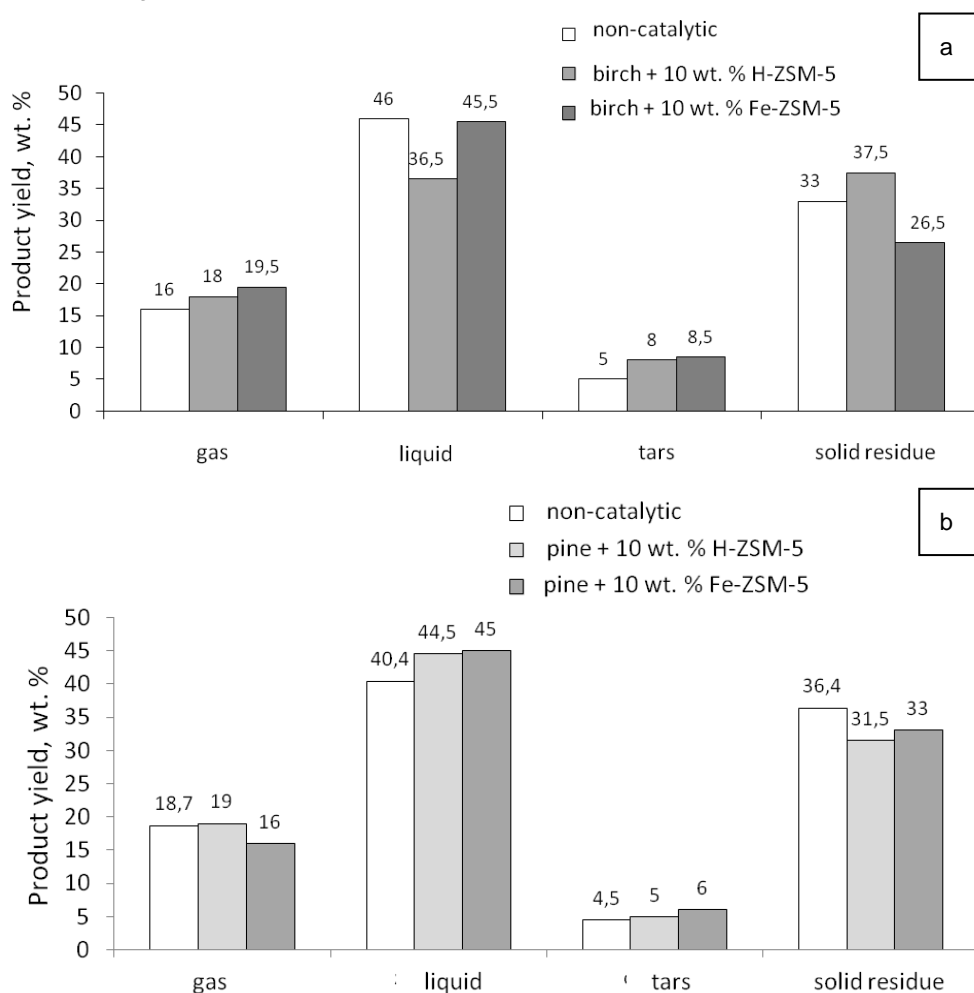 a
non-catalytic
birch + 10 wt. % H-ZSM-5
birch + 10 wt. % Fe-ZSM-5
Product yield, wt. %
50
45
40
35
30
25
20
15
10
5
0
16
18
19,5
46
36,5
45,5
5
8
8,5
33
37,5
26,5
gas
liquid
tars
solid residue
b
non-catalytic
pine + 10 wt. % H-ZSM-5
pine + 10 wt. % Fe-ZSM-5
Product yield, wt. %
50
45
40
35
30
25
20
15
10
5
0
18,7
19
16
40,4
44,5
45
4,5
5
6
36,4
31,5
33
gas
liquid
tars
solid residue